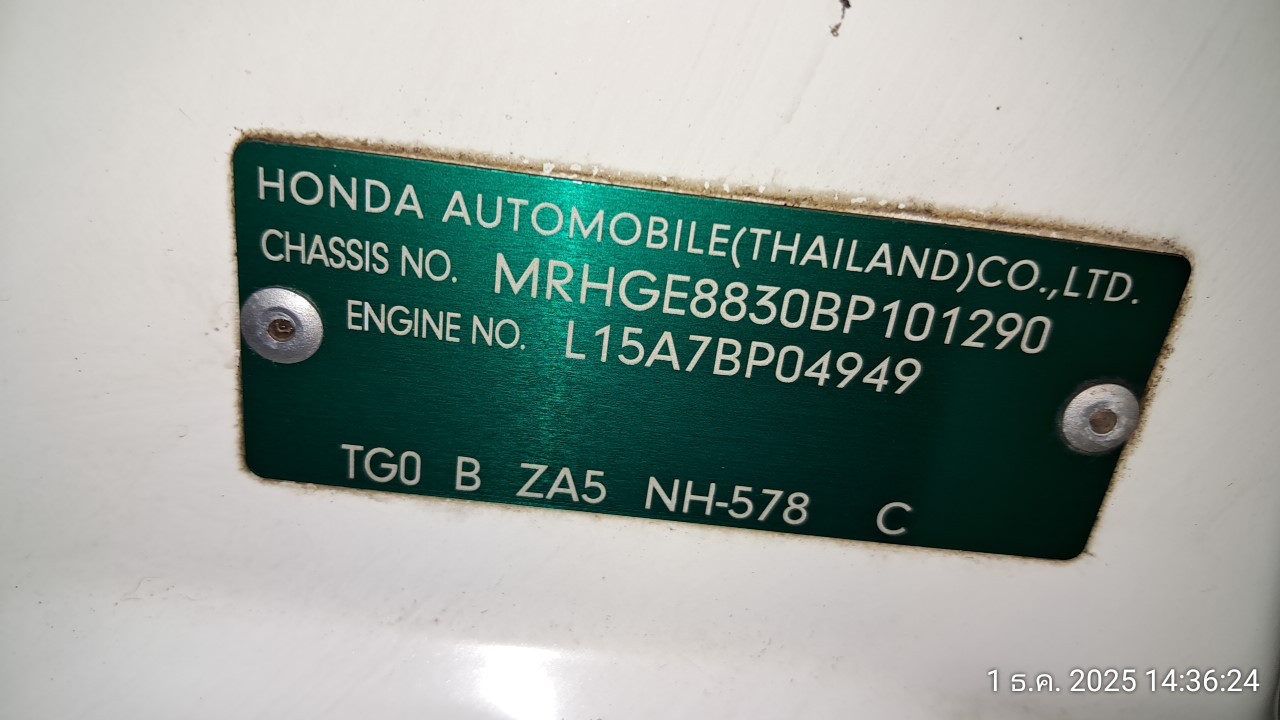 HONDA AUTOMOBILE(THAILAND)CO.,LTD.
CHASSIS NO. MRHGE8830BP101290
ENGINE NO. L15A7BP04949
TG0 B ZA5 NH-578 C
1 ธ.ค. 2025 14:36:24